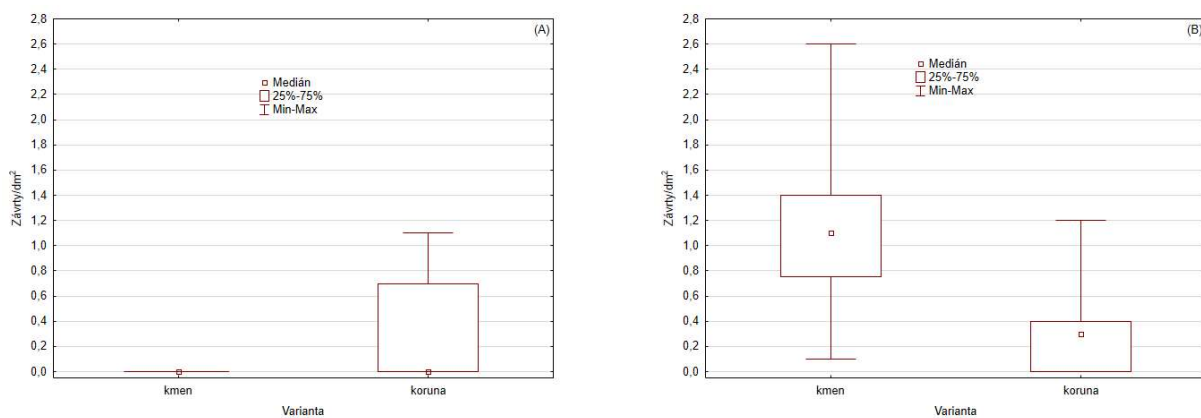 (A)
2,8
2,6
2,4
2,2
2,0
1,8
1,6
1,4
1,2
1,0
0,8
0,6
0,4
0,2
0,0
Závrty/dm²
Medián
25%-75%
Min-Max
kmen koruna
Varianta
(B)
2,8
2,6
2,4
2,2
2,0
1,8
1,6
1,4
1,2
1,0
0,8
0,6
0,4
0,2
0,0
Závrty/dm²
Medián
25%-75%
Min-Max
kmen koruna
Varianta